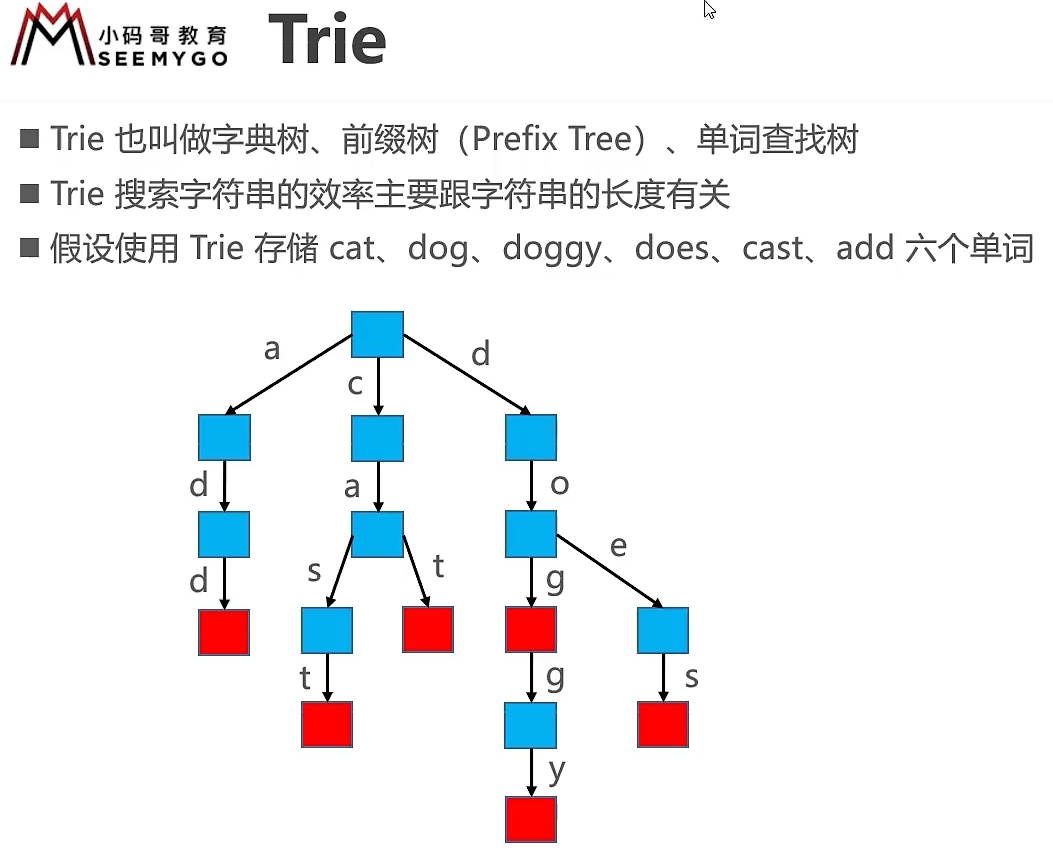 小码哥教育
SEEMYGO
Trie
■ Trie 也叫做字典树、前缀树（Prefix Tree）、单词查找树
■ Trie 搜索字符串的效率主要跟字符串的长度有关
■ 假设使用 Trie 存储 cat、dog、doggy、does、cast、add 六个单词
a
d
c
d
a
o
e
d
s
t
g
t
g
s
y